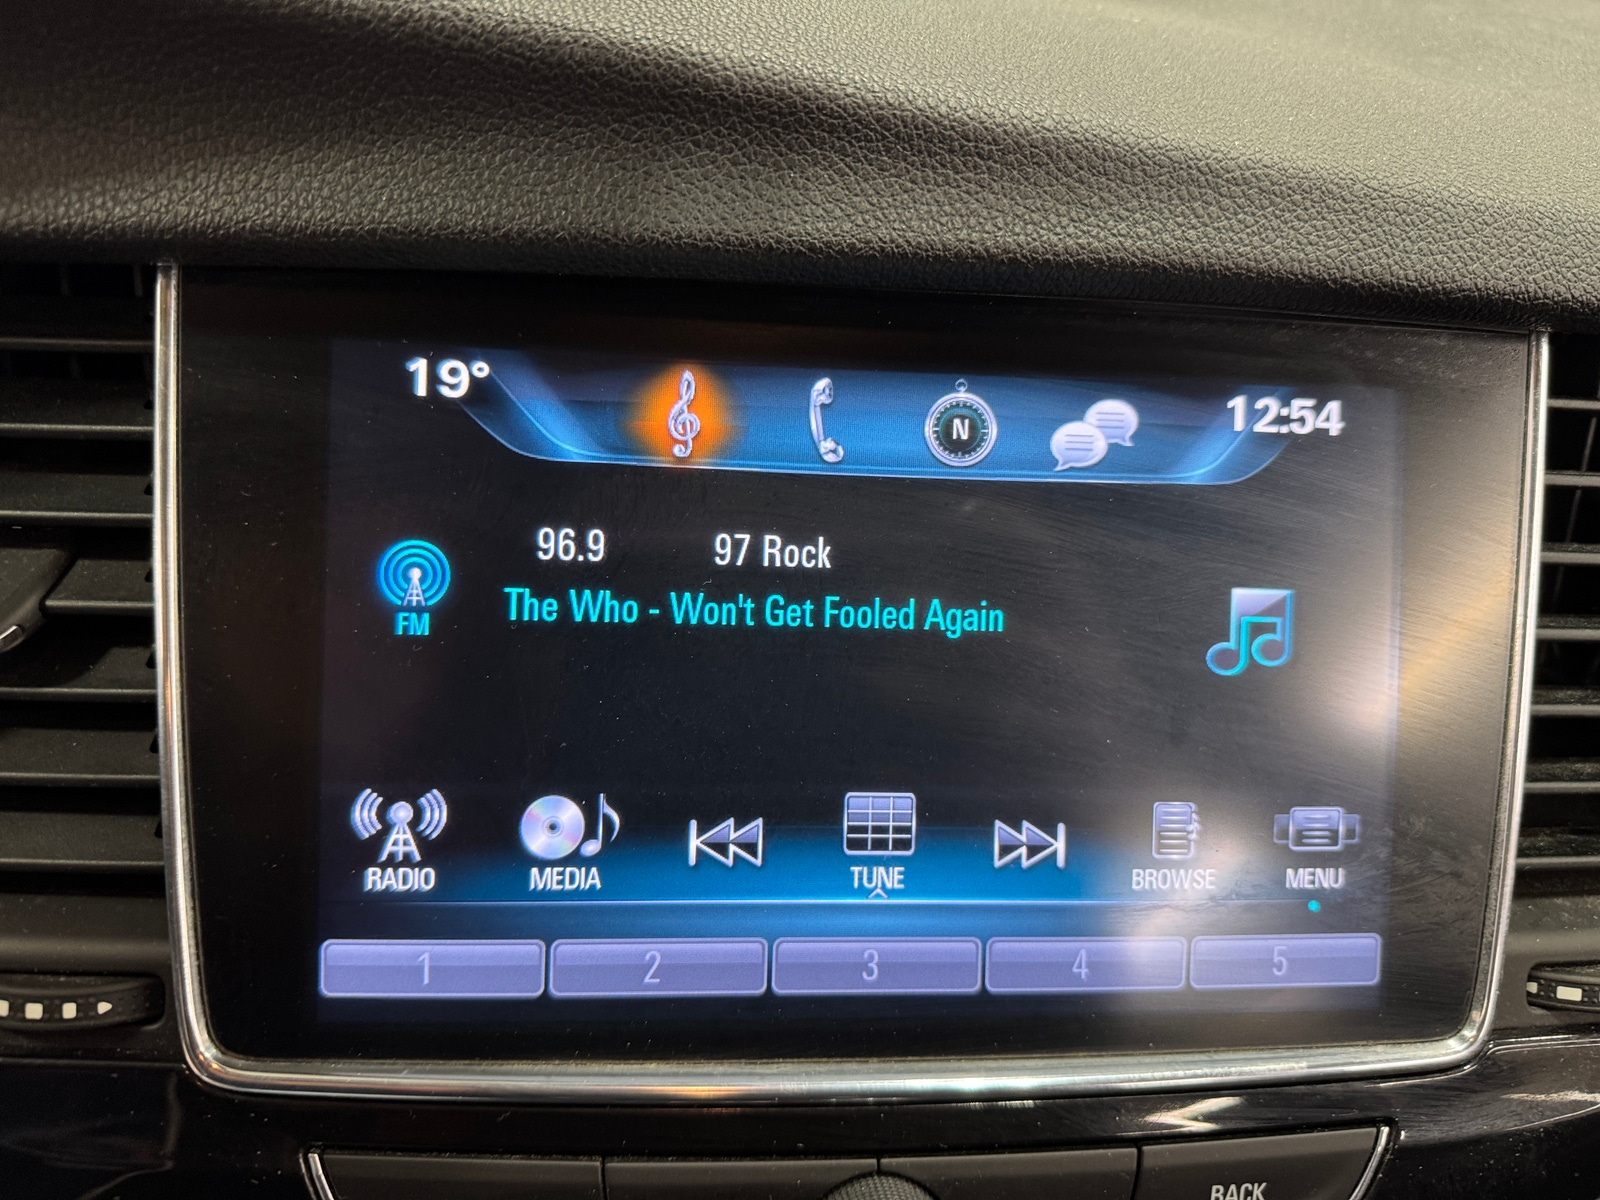 19° 12:54
N
96.9 97 Rock
FM The Who - Won't Get Fooled Again
RADIO MEDIA TUNE BROWSE MENU
1 2 3 4 5
BACK